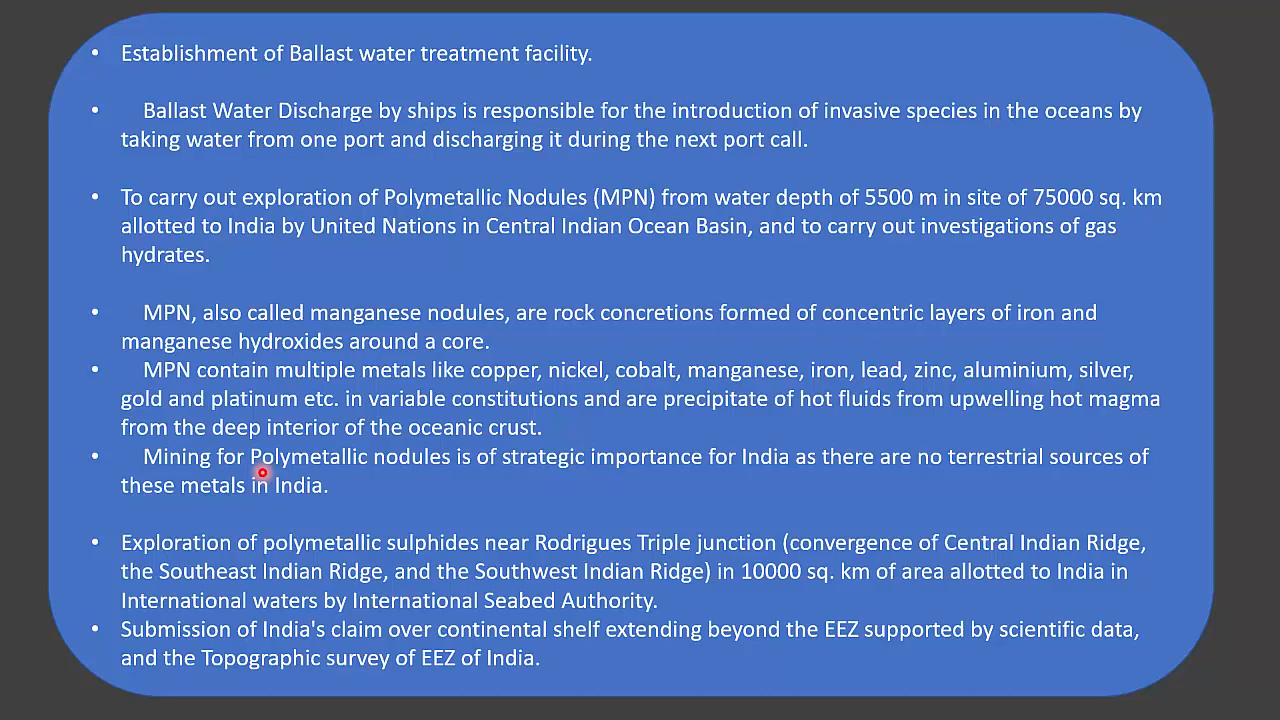 • Establishment of Ballast water treatment facility.
• Ballast Water Discharge by ships is responsible for the introduction of invasive species in the oceans by
taking water from one port and discharging it during the next port call.
• To carry out exploration of Polymetallic Nodules (MPN) from water depth of 5500 m in site of 75000 sq. km
allotted to India by United Nations in Central Indian Ocean Basin, and to carry out investigations of gas
hydrates.
• MPN, also called manganese nodules, are rock concretions formed of concentric layers of iron and
manganese hydroxides around a core.
• MPN contain multiple metals like copper, nickel, cobalt, manganese, iron, lead, zinc, aluminium, silver,
gold and platinum etc. in variable constitutions and are precipitate of hot fluids from upwelling hot magma
from the deep interior of the oceanic crust.
• Mining for Polymetallic nodules is of strategic importance for India as there are no terrestrial sources of
these metals in India.
• Exploration of polymetallic sulphides near Rodrigues Triple junction (convergence of Central Indian Ridge,
the Southeast Indian Ridge, and the Southwest Indian Ridge) in 10000 sq. km of area allotted to India in
International waters by International Seabed Authority.
• Submission of India's claim over continental shelf extending beyond the EEZ supported by scientific data,
and the Topographic survey of EEZ of India.